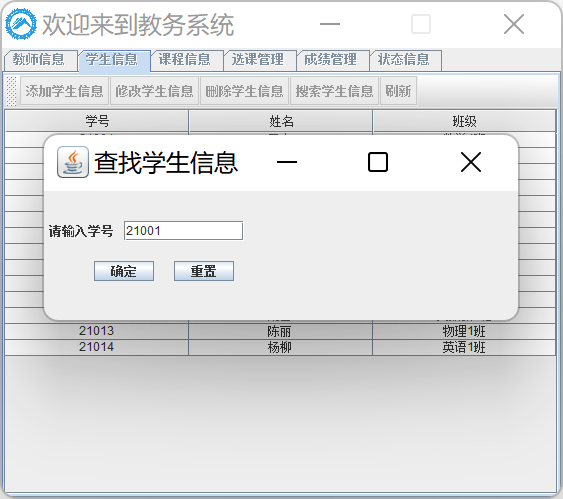 欢迎来到教务系统
教师信息 学生信息 课程信息 选课管理 成绩管理 状态信息
添加学生信息 修改学生信息 删除学生信息 搜索学生信息 刷新
学号 姓名 班级
查找学生信息
请输入学号 21001
确定 重置
21013 陈丽 物理1班
21014 杨柳 英语1班